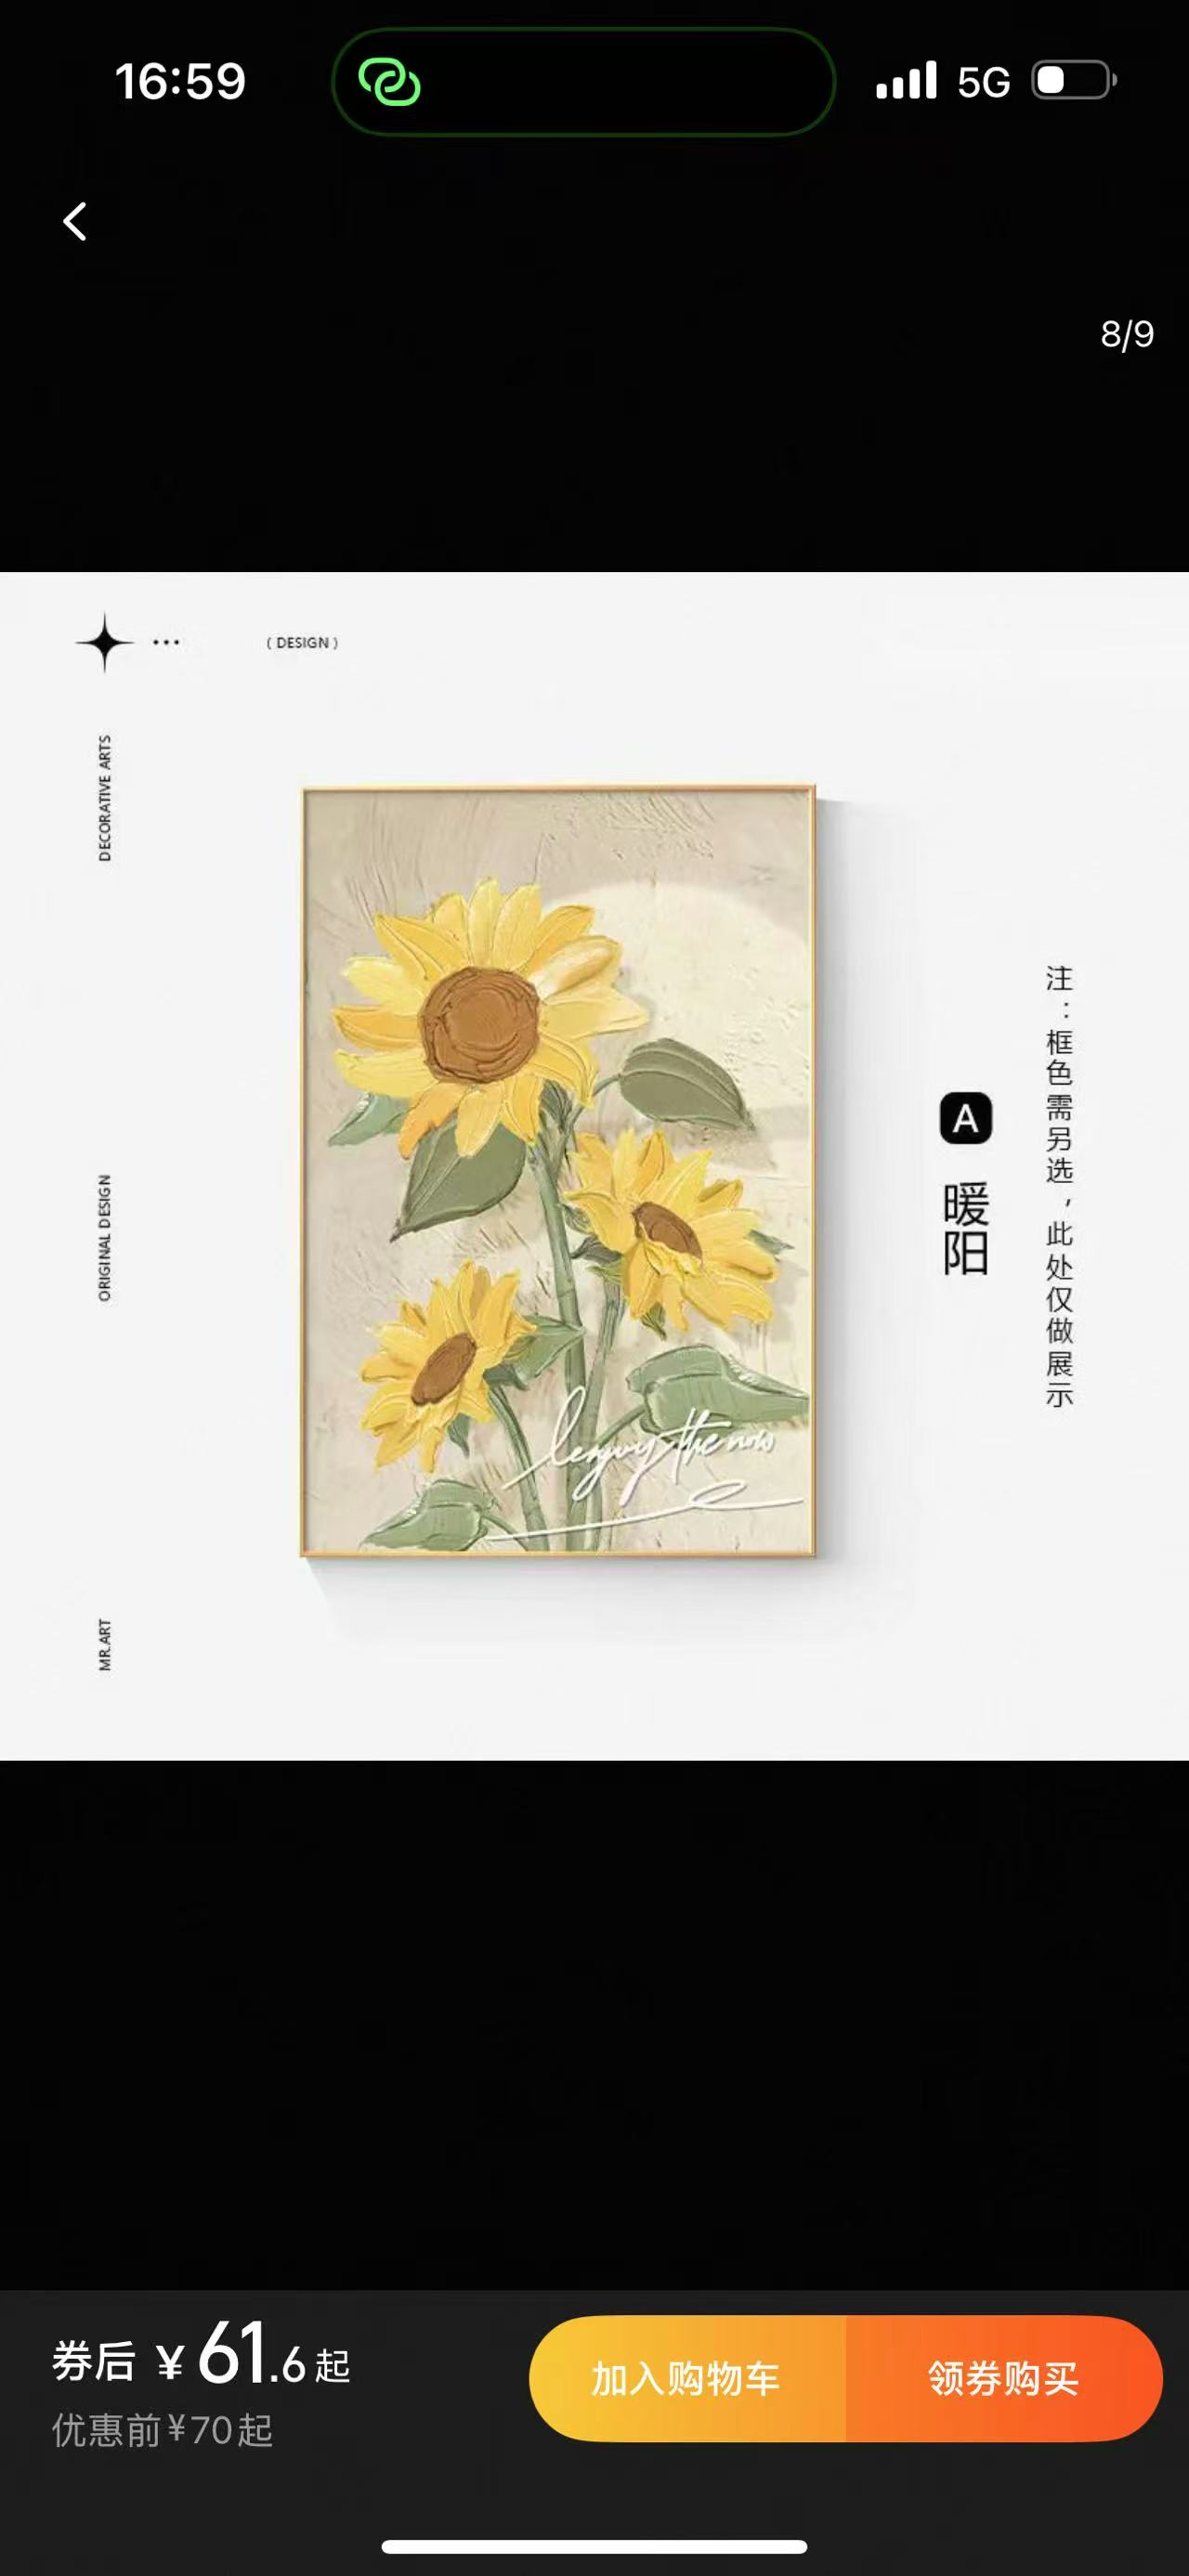 16:59
5G
8/9
( DESIGN )
DECORATIVE ARTS
ORIGINAL DESIGN
MR.ART
注：框色需另选，此处仅做展示
A
暖阳
the now
券后 ¥61.6起
优惠前¥70起
加入购物车
领券购买